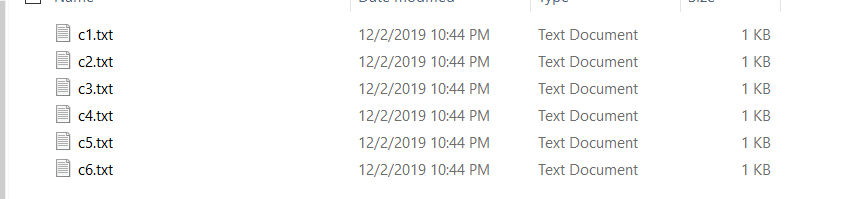 Name Date modified Type Size
c1.txt 12/2/2019 10:44 PM Text Document 1 KB
c2.txt 12/2/2019 10:44 PM Text Document 1 KB
c3.txt 12/2/2019 10:44 PM Text Document 1 KB
c4.txt 12/2/2019 10:44 PM Text Document 1 KB
c5.txt 12/2/2019 10:44 PM Text Document 1 KB
c6.txt 12/2/2019 10:44 PM Text Document 1 KB